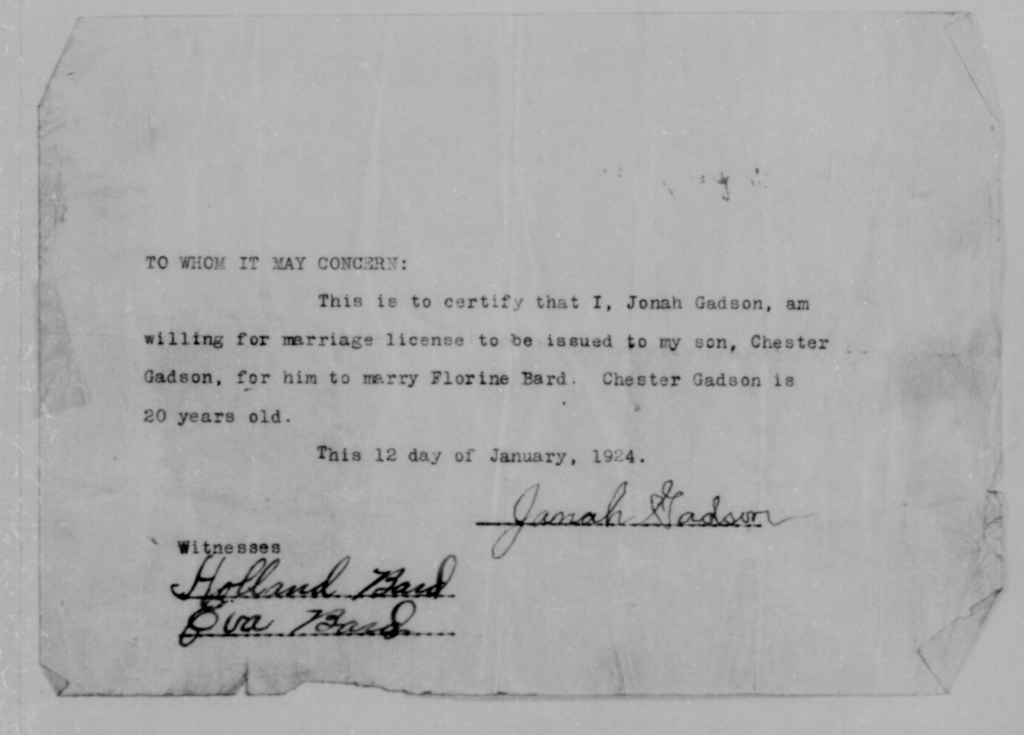 TO WHOM IT MAY CONCERN:
This is to certify that I, Jonah Gadson, am
willing for marriage license to be issued to my son, Chester
Gadson, for him to marry Florine Bard. Chester Gadson is
20 years old.
This 12 day of January, 1924.
Jonah Gadson
Witnesses
Holland Bard
Eva Bard